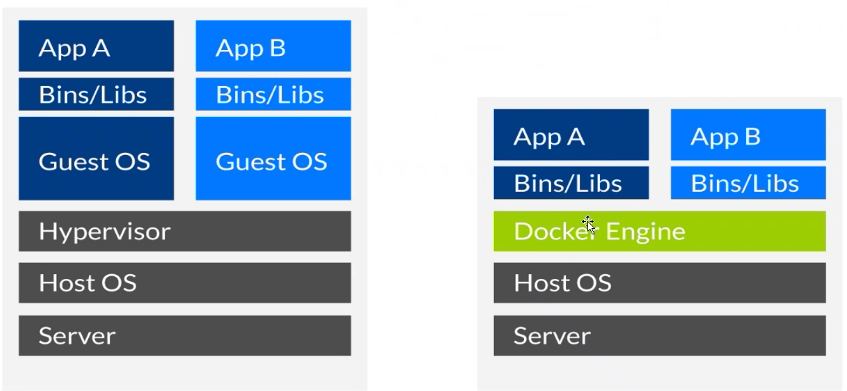 App A
App B
Bins/Libs
Bins/Libs
Guest OS
Guest OS
Hypervisor
Host OS
Server
App A
App B
Bins/Libs
Bins/Libs
Docker Engine
Host OS
Server